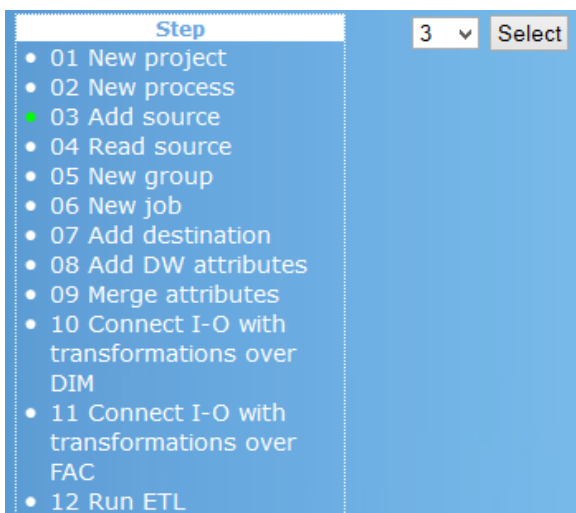 Step
3 Select
01 New project
02 New process
03 Add source
04 Read source
05 New group
06 New job
07 Add destination
08 Add DW attributes
09 Merge attributes
10 Connect I-O with
transformations over
DIM
11 Connect I-O with
transformations over
FAC
12 Run ETL